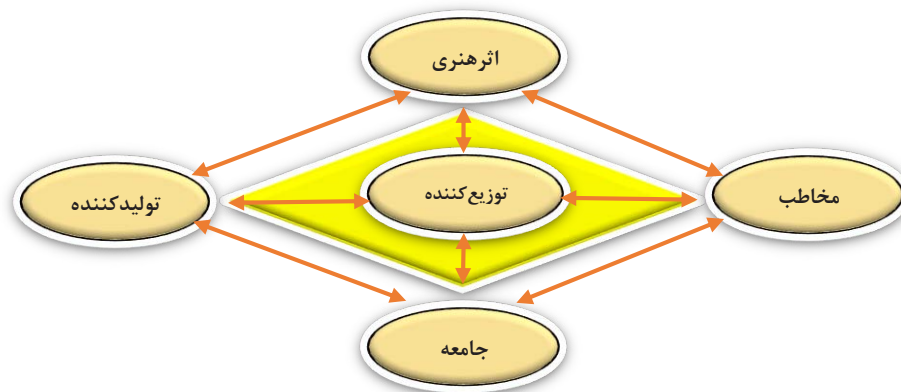 اثرهنری
مخاطب
توزیع‌کننده
تولیدکننده
جامعه